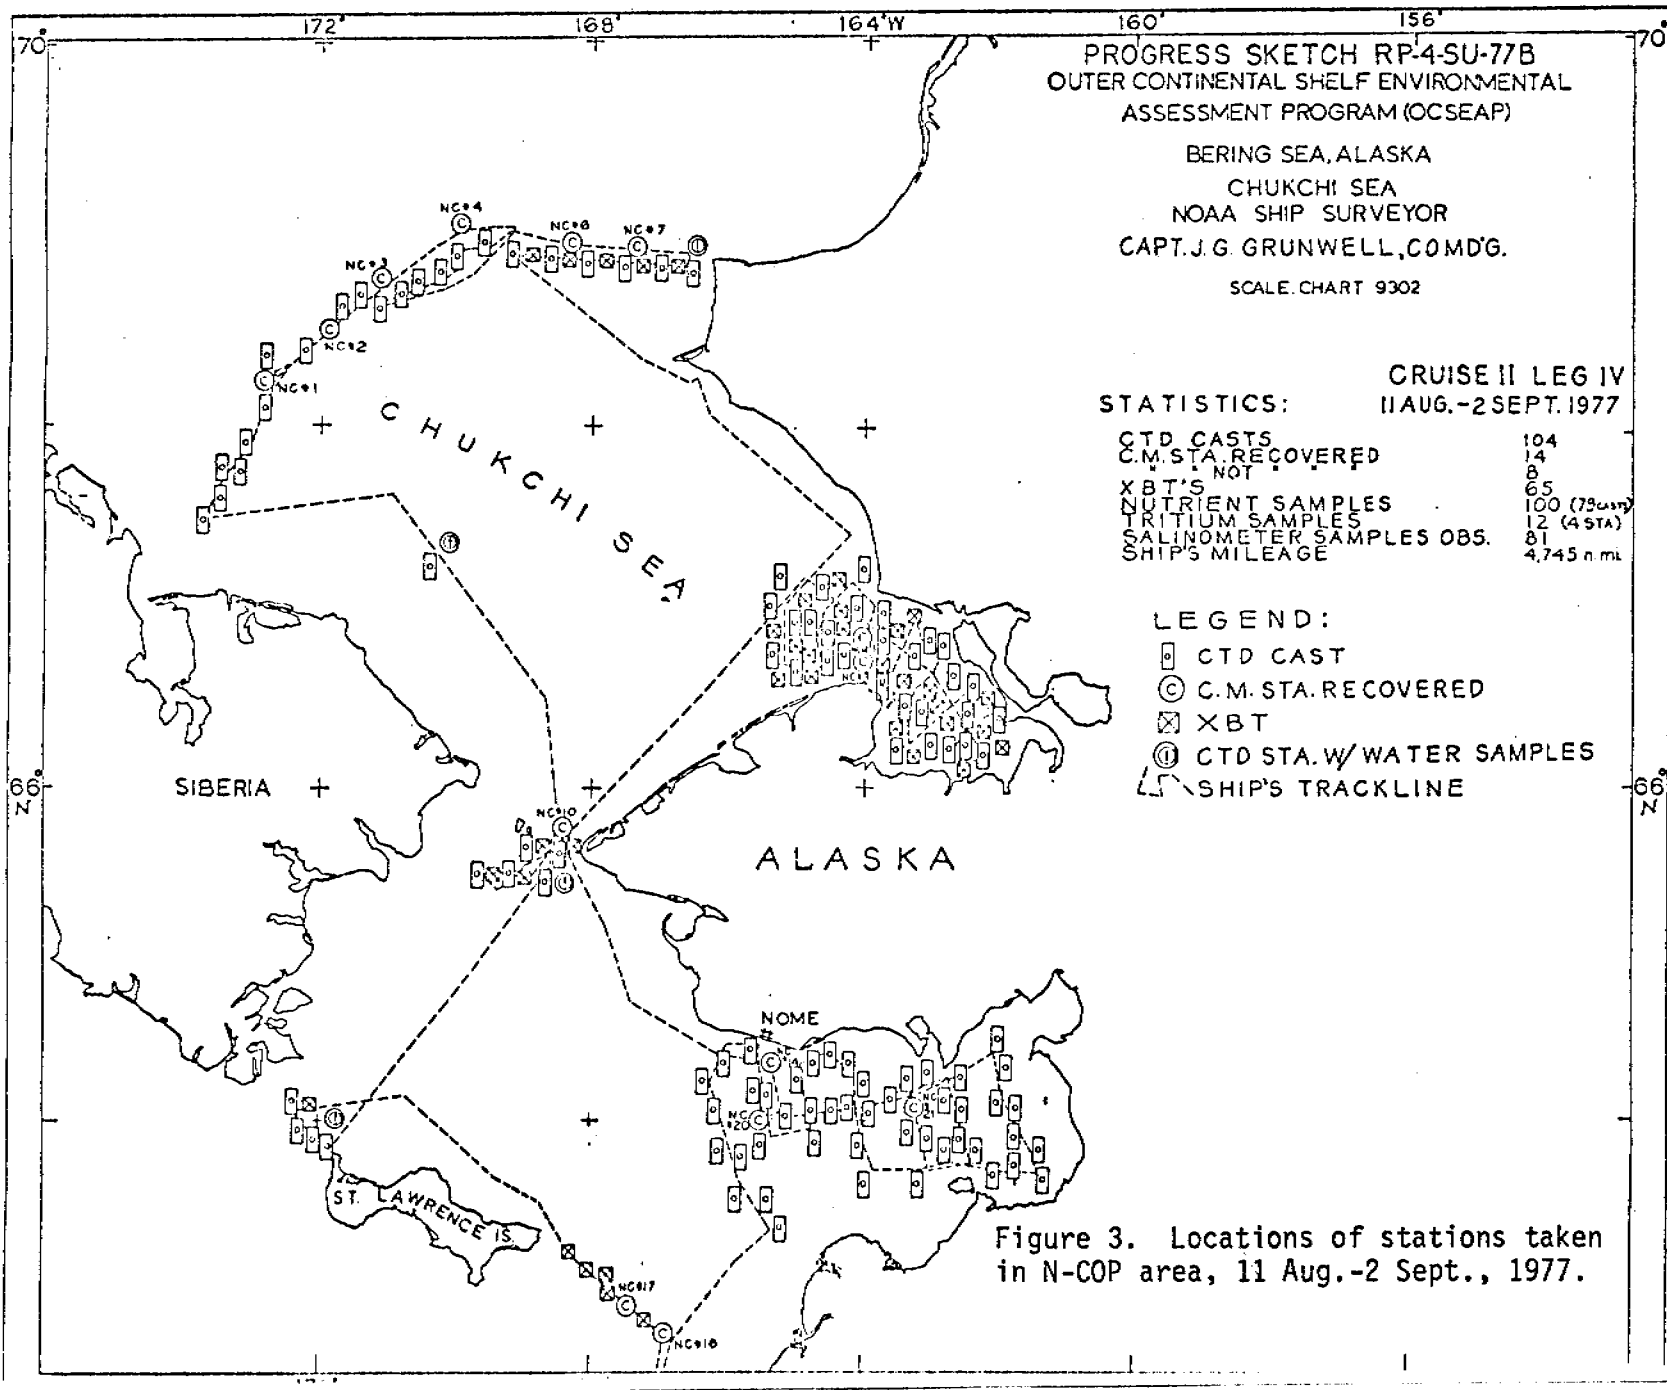 172° 168° 164°W 160° 156°
70° 70°
PROGRESS SKETCH RP-4-SU-77B
OUTER CONTINENTAL SHELF ENVIRONMENTAL
ASSESSMENT PROGRAM (OCSEAP)
BERING SEA, ALASKA
CHUKCHI SEA
NOAA SHIP SURVEYOR
CAPT. J. G. GRUNWELL, COMD'G.
SCALE. CHART 9302
CRUISE II LEG IV
STATISTICS: 11 AUG.-2 SEPT. 1977
CTD CASTS 104
C.M. STA. RECOVERED 14
" " NOT " " " 8
XBT'S 65
NUTRIENT SAMPLES 100
TRITIUM SAMPLES 12 (4 STA)
SALINOMETER SAMPLES OBS. 81
SHIP'S MILEAGE 4,745 n mi.
LEGEND:
CTD CAST
C C.M. STA. RECOVERED
XBT
CTD STA. W/ WATER SAMPLES
SHIP'S TRACKLINE
NC#4
NC#6
NC#7
NC#3
NC#2
NC#1
CHUKCHI SEA
SIBERIA
66° N 66° N
NC#10
ALASKA
NOME
NC #20
NC 21
ST. LAWRENCE IS.
NC#17
NC#18
Figure 3. Locations of stations taken
in N-COP area, 11 Aug.-2 Sept., 1977.